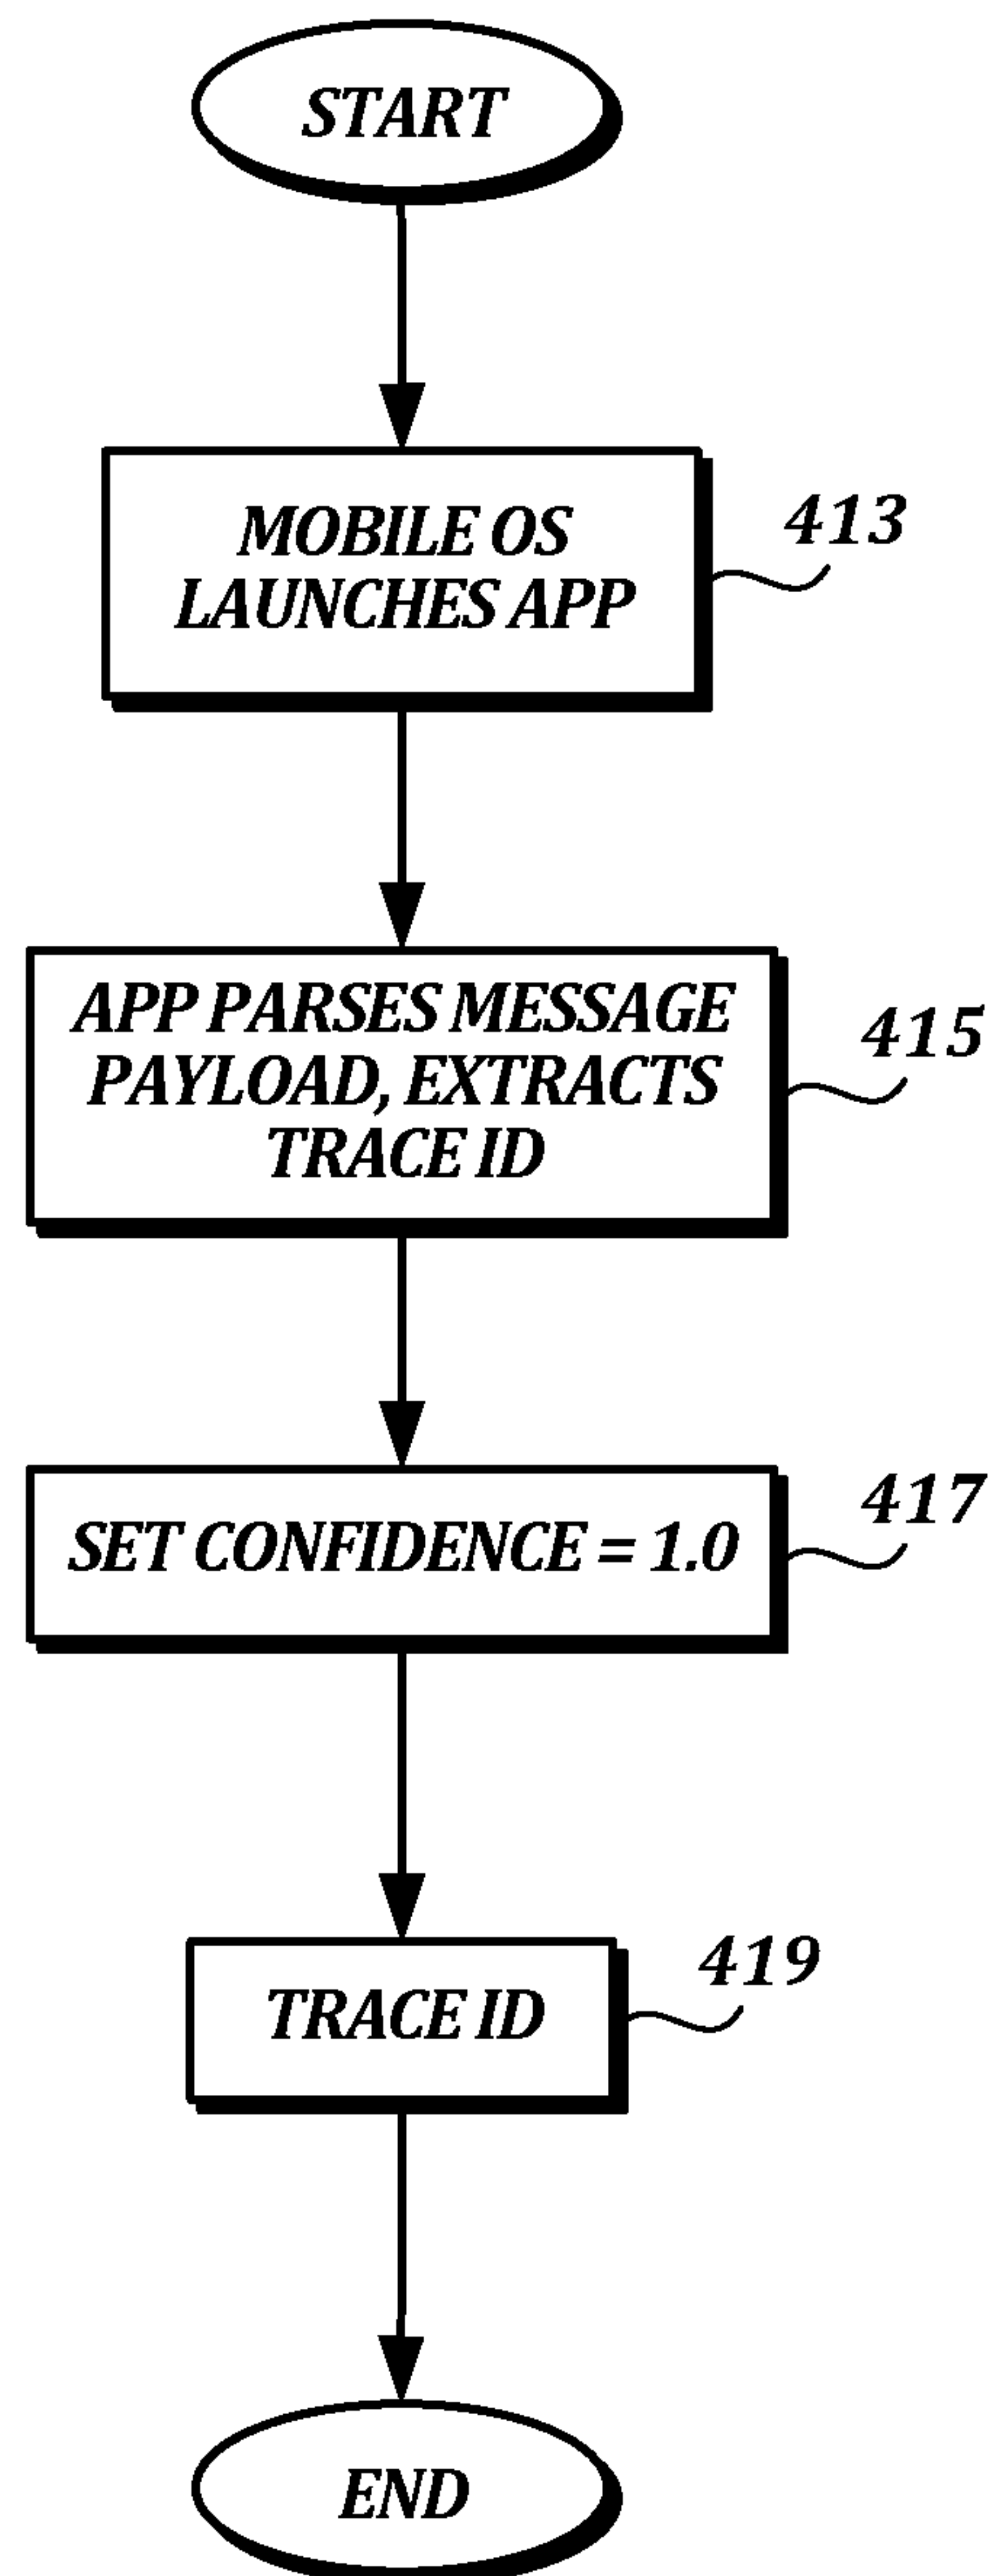 START
MOBILE OS
LAUNCHES APP
413
APP PARSES MESSAGE
PAYLOAD, EXTRACTS
TRACE ID
415
SET CONFIDENCE = 1.0
417
TRACE ID
419
END